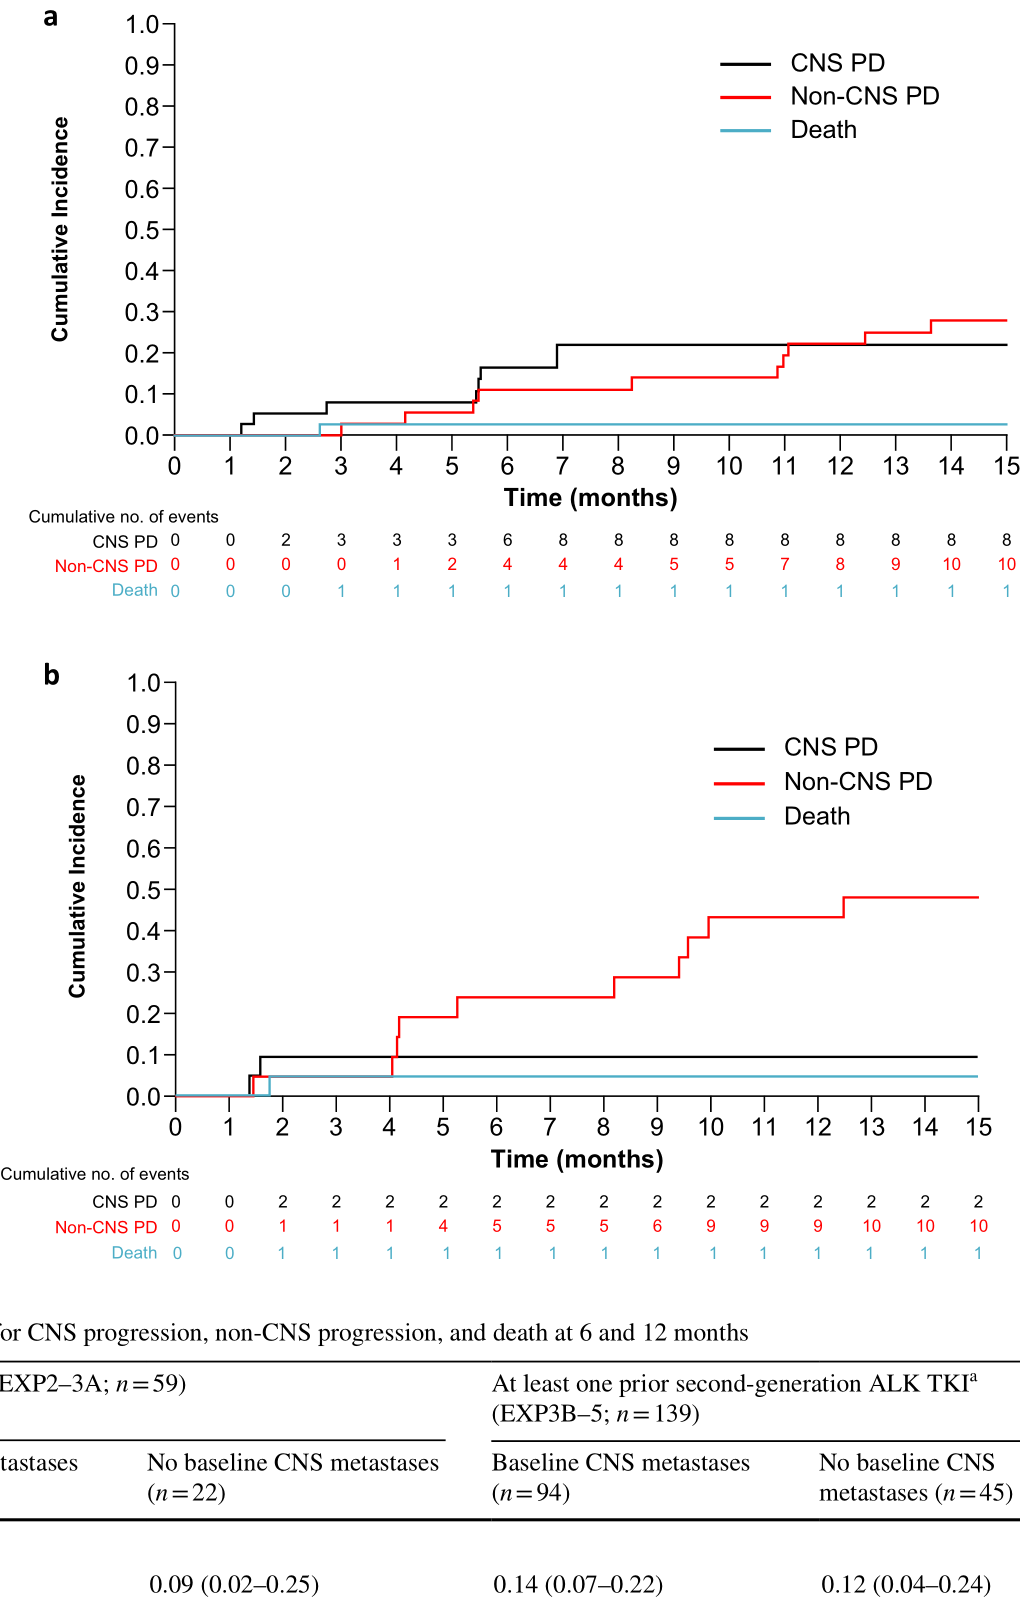 a
1.0
0.9
0.8
0.7
0.6
0.5
0.4
0.3
0.2
0.1
0.0
Cumulative Incidence
CNS PD
Non-CNS PD
Death
0 1 2 3 4 5 6 7 8 9 10 11 12 13 14 15
Time (months)
Cumulative no. of events
CNS PD 0 0 2 3 3 3 6 8 8 8 8 8 8 8 8 8
Non-CNS PD 0 0 0 0 1 2 4 4 4 5 5 7 8 9 10 10
Death 0 0 0 1 1 1 1 1 1 1 1 1 1 1 1 1
b
1.0
0.9
0.8
0.7
0.6
0.5
0.4
0.3
0.2
0.1
0.0
Cumulative Incidence
CNS PD
Non-CNS PD
Death
0 1 2 3 4 5 6 7 8 9 10 11 12 13 14 15
Time (months)
Cumulative no. of events
CNS PD 0 0 2 2 2 2 2 2 2 2 2 2 2 2 2 2
Non-CNS PD 0 0 1 1 1 4 5 5 5 6 9 9 9 10 10 10
Death 0 0 1 1 1 1 1 1 1 1 1 1 1 1 1 1
for CNS progression, non-CNS progression, and death at 6 and 12 months
EXP2–3A; n=59)
At least one prior second-generation ALK TKIa
(EXP3B–5; n=139)
tastases
No baseline CNS metastases
(n=22)
Baseline CNS metastases
(n=94)
No baseline CNS
metastases (n=45)
0.09 (0.02–0.25)
0.14 (0.07–0.22)
0.12 (0.04–0.24)